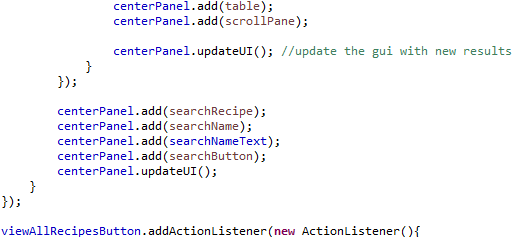 centerPanel.add(table);
centerPanel.add(scrollPane);
centerPanel.updateUI(); //update the gui with new results
}
});
centerPanel.add(searchRecipe);
centerPanel.add(searchName);
centerPanel.add(searchNameText);
centerPanel.add(searchButton);
centerPanel.updateUI();
}
});
viewAllRecipesButton.addActionListener(new ActionListener(){